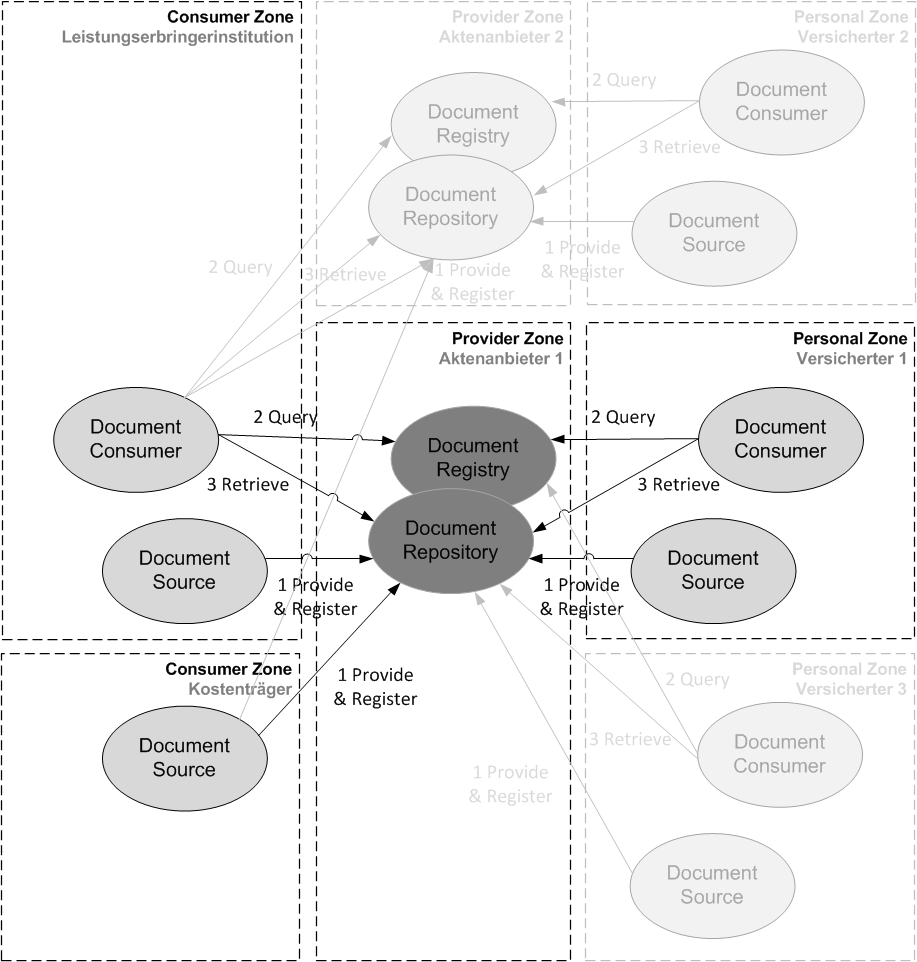 Consumer Zone
Leistungserbringerinstitution
Provider Zone
Aktenanbieter 2
Personal Zone
Versicherter 2
Document
Registry
Document
Repository
2 Query
Document
Consumer
3 Retrieve
Document
Source
1 Provide
& Register
2 Query
3 Retrieve
1 Provide
& Register
Provider Zone
Aktenanbieter 1
Personal Zone
Versicherter 1
Document
Consumer
2 Query
3 Retrieve
Document
Source
1 Provide
& Register
Document
Registry
Document
Repository
2 Query
Document
Consumer
3 Retrieve
1 Provide
& Register
Document
Source
Consumer Zone
Kostenträger
Document
Source
1 Provide
& Register
Personal Zone
Versicherter 3
2 Query
3 Retrieve
Document
Consumer
1 Provide
& Register
Document
Source